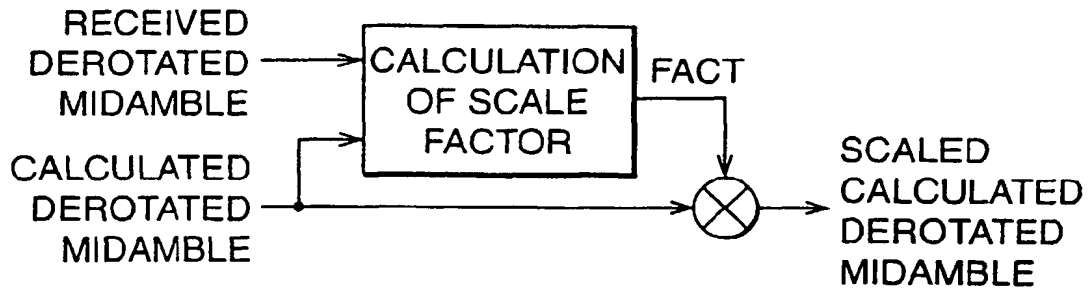 RECEIVED
DEROTATED
MIDAMBLE
CALCULATION
OF SCALE
FACTOR
FACT
CALCULATED
DEROTATED
MIDAMBLE
SCALED
CALCULATED
DEROTATED
MIDAMBLE